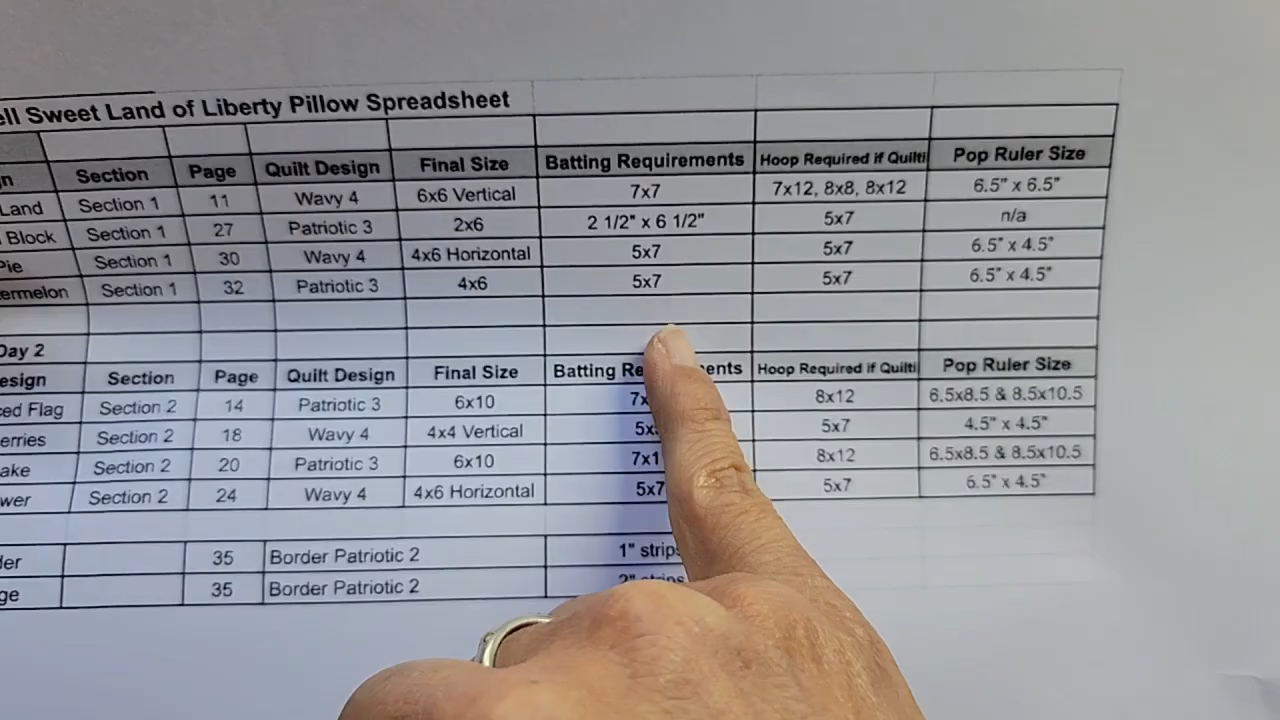 ell Sweet Land of Liberty Pillow Spreadsheet
n Section Page Quilt Design Final Size Batting Requirements Hoop Required if Quilti Pop Ruler Size
Land Section 1 11 Wavy 4 6x6 Vertical 7x7 7x12, 8x8, 8x12 6.5" x 6.5"
Block Section 1 27 Patriotic 3 2x6 2 1/2" x 6 1/2" 5x7 n/a
Pie Section 1 30 Wavy 4 4x6 Horizontal 5x7 5x7 6.5" x 4.5"
ermelon Section 1 32 Patriotic 3 4x6 5x7 5x7 6.5" x 4.5"
Day 2
esign Section Page Quilt Design Final Size Batting Re ents Hoop Required if Quilti Pop Ruler Size
ced Flag Section 2 14 Patriotic 3 6x10 7x 8x12 6.5x8.5 & 8.5x10.5
erries Section 2 18 Wavy 4 4x4 Vertical 5x 5x7 4.5" x 4.5"
ake Section 2 20 Patriotic 3 6x10 7x1 8x12 6.5x8.5 & 8.5x10.5
wer Section 2 24 Wavy 4 4x6 Horizontal 5x7 5x7 6.5" x 4.5"
der 35 Border Patriotic 2 1" strips
ge 35 Border Patriotic 2 2" strips